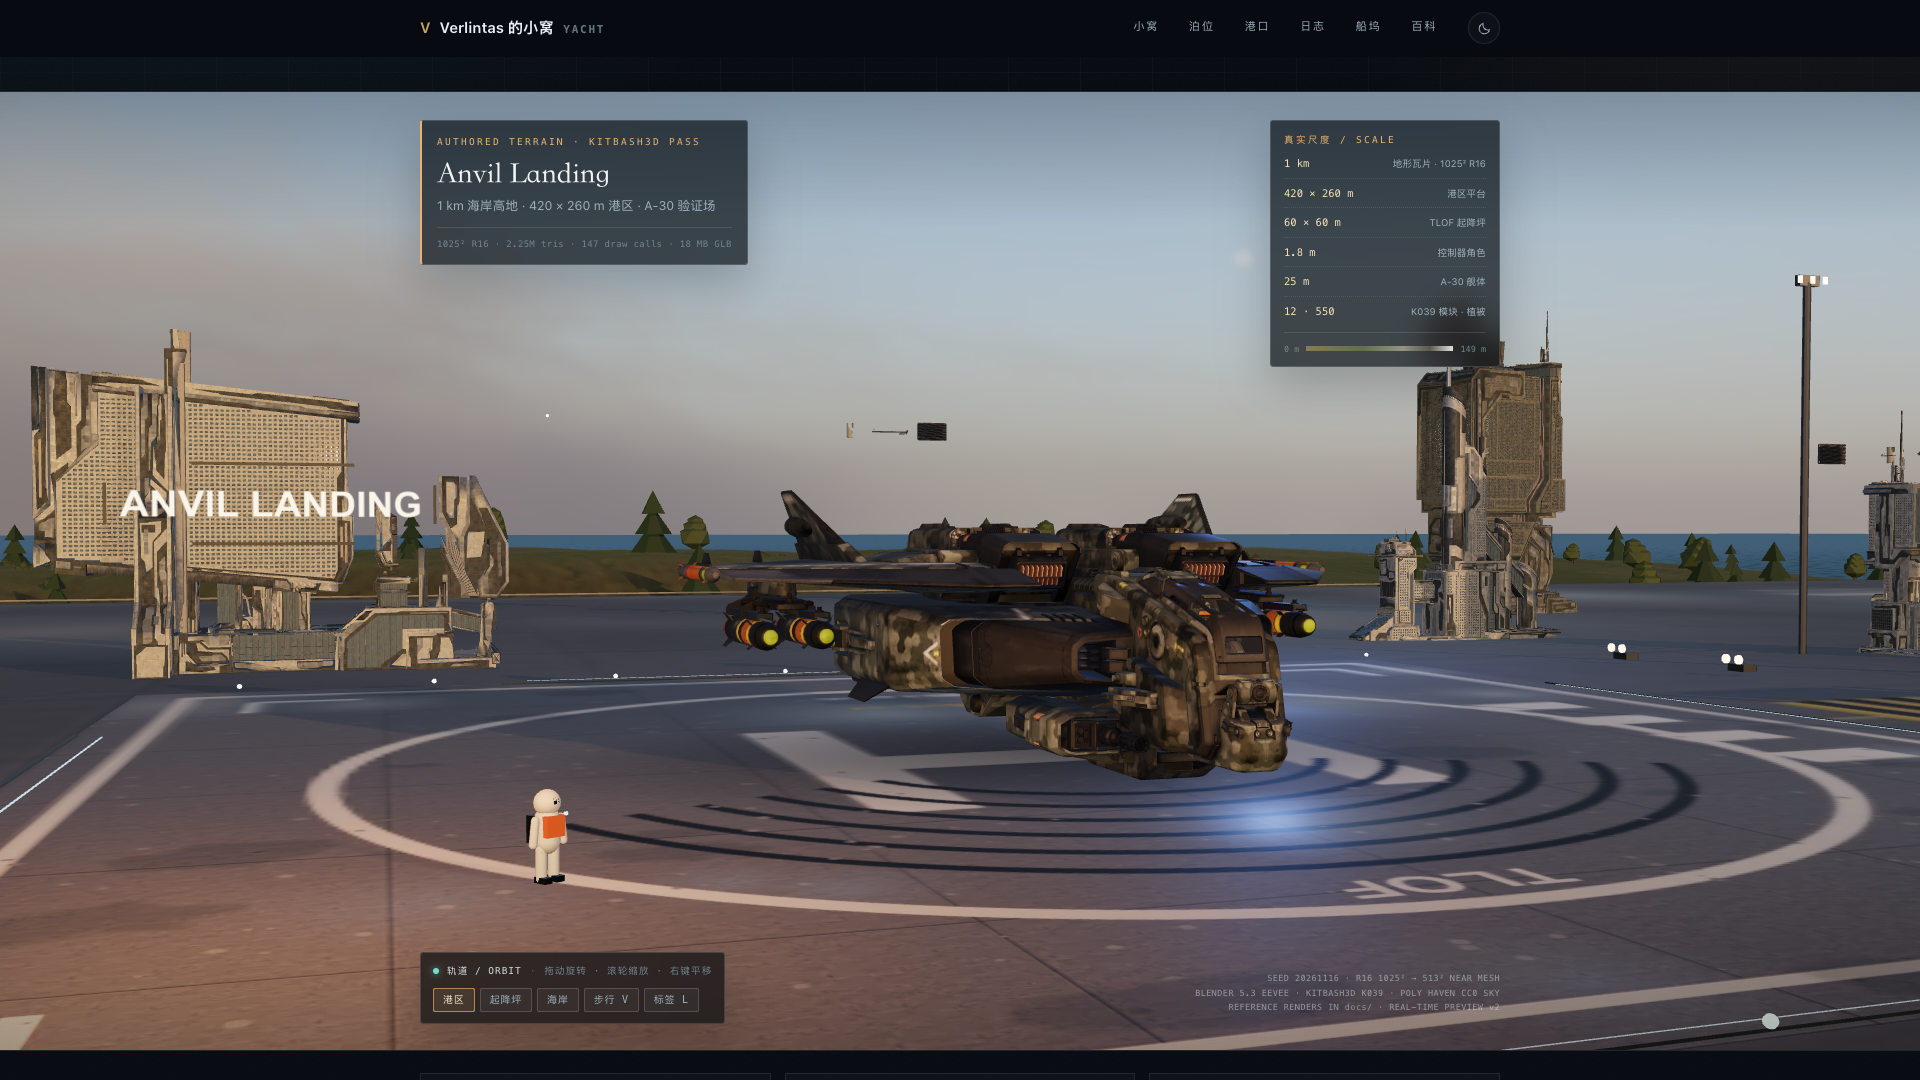 V Verlintas 的小窝 YACHT
小窝 泊位 港口 日志 船坞 百科
AUTHORED TERRAIN · KITBASH3D PASS
Anvil Landing
1 km 海岸高地 · 420 × 260 m 港区 · A-30 验证场
1025² R16 · 2.25M tris · 147 draw calls · 18 MB GLB
真实尺度 / SCALE
1 km 地形瓦片 · 1025² R16
420 × 260 m 港区平台
60 × 60 m TLOF 起降坪
1.8 m 控制器角色
25 m A-30 舰体
12 · 550 K039 模块 · 植被
0 m 149 m
ANVIL LANDING
TLOF
轨道 / ORBIT · 拖动旋转 · 滚轮缩放 · 右键平移
港区 起降坪 海岸 步行 V 标签 L
SEED 20261116 · R16 1025² → 513² NEAR MESH
BLENDER 5.3 EEVEE · KITBASH3D K039 · POLY HAVEN CC0 SKY
REFERENCE RENDERS IN docs/ · REAL-TIME PREVIEW v2